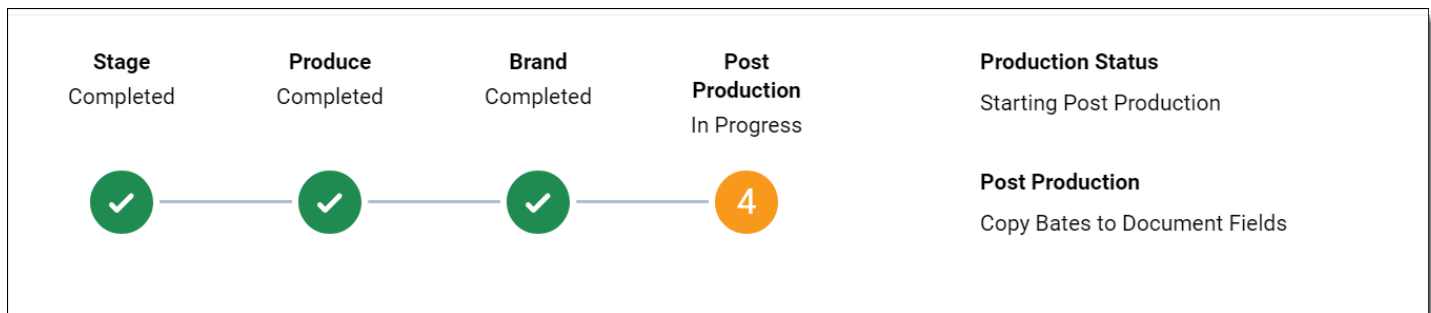 Stage
Completed
Produce
Completed
Brand
Completed
Post
Production
In Progress
4
Production Status
Starting Post Production
Post Production
Copy Bates to Document Fields